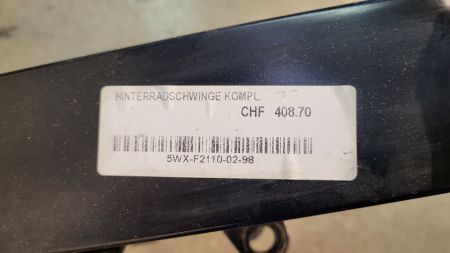 HINTERRADSCHWINGE KOMPL.
CHF 408.70
5WX-F2110-02-98